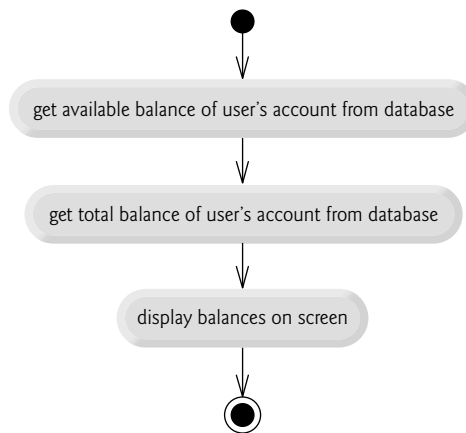 get available balance of user’s account from database
get total balance of user’s account from database
display balances on screen